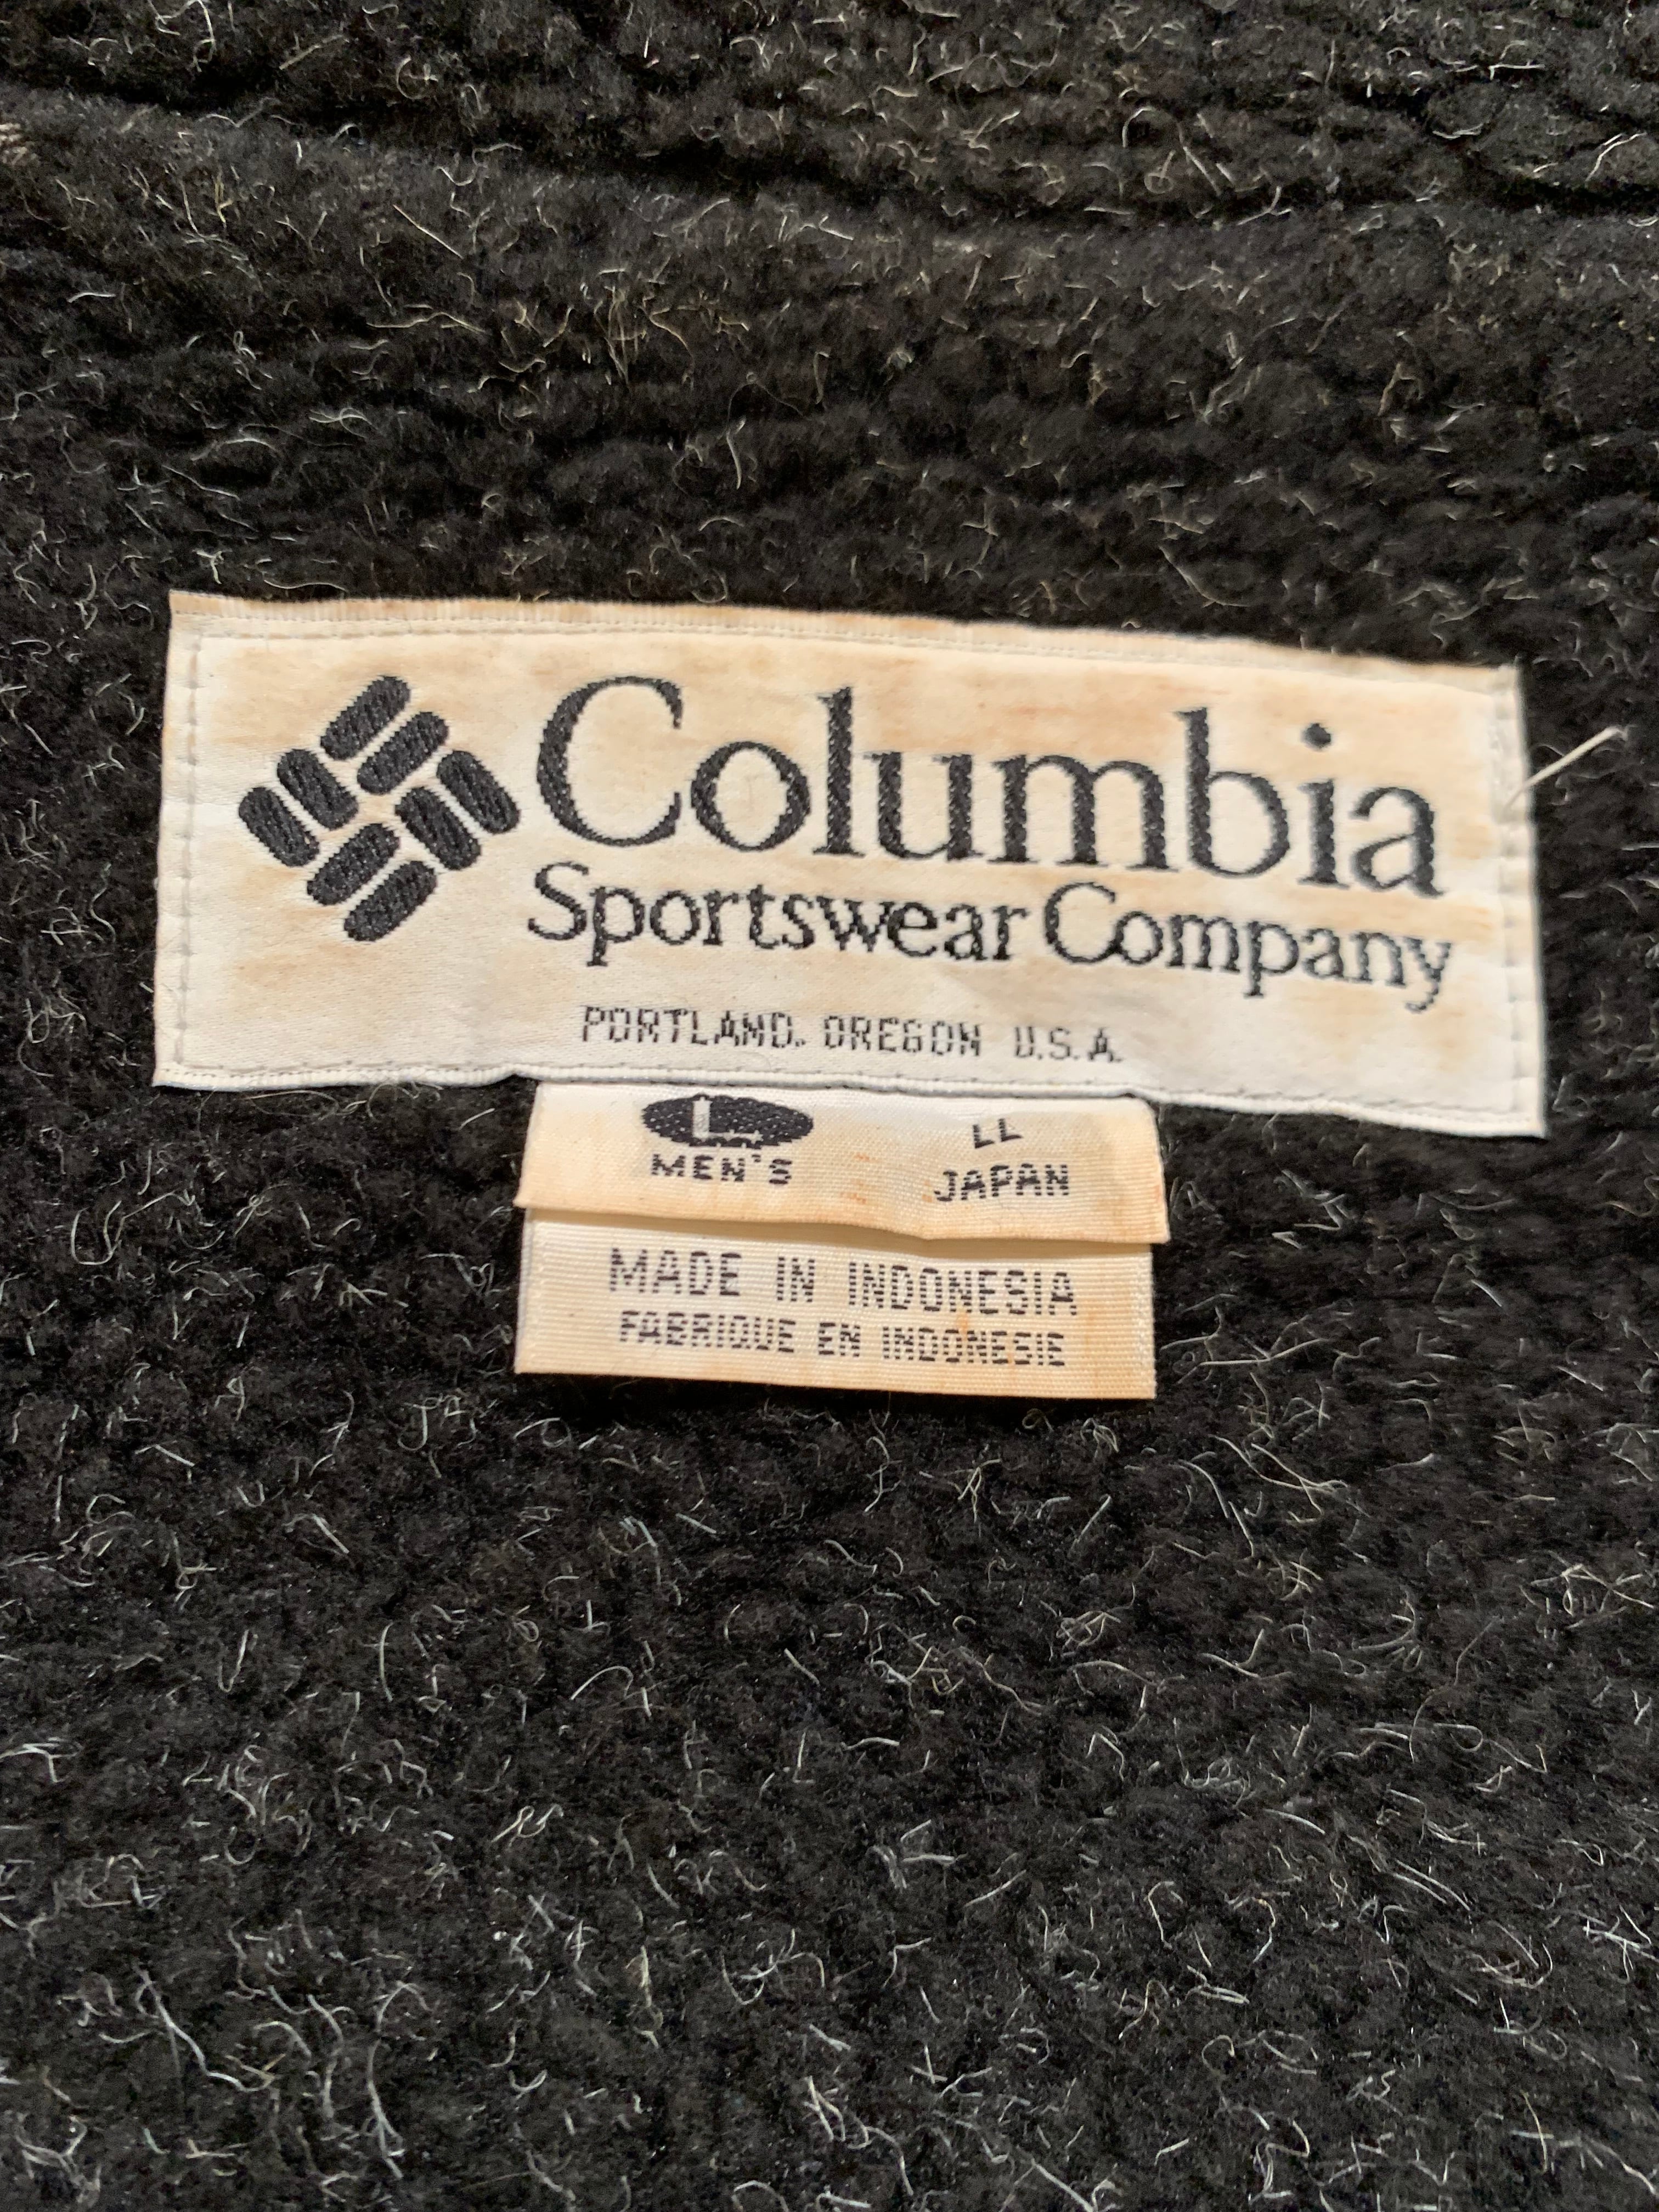 Columbia
Sportswear Company
PORTLAND, OREGON U.S.A.
L LL
MEN'S JAPAN
MADE IN INDONESIA
FABRIQUE EN INDONESIE